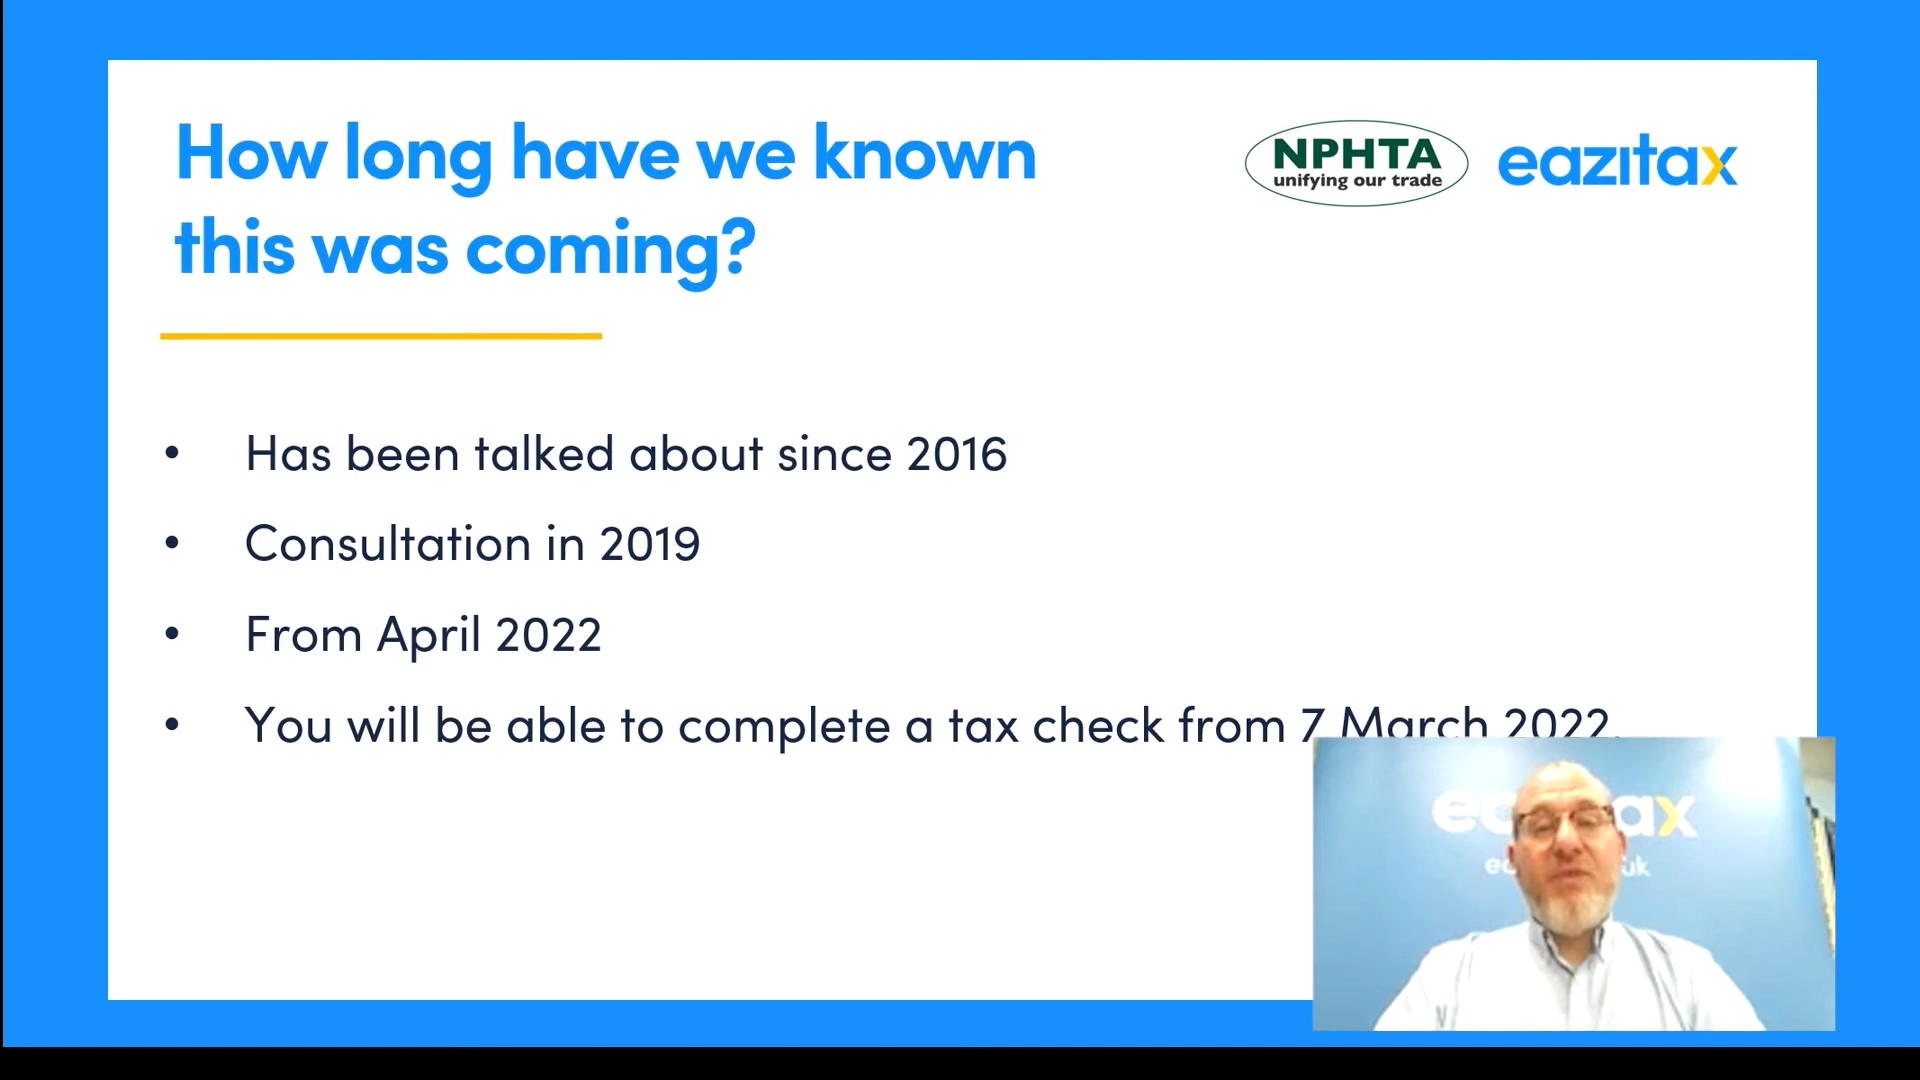 How long have we known
this was coming?
NPHTA
unifying our trade
eazitax
• Has been talked about since 2016
• Consultation in 2019
• From April 2022
• You will be able to complete a tax check from 7 March 2022.